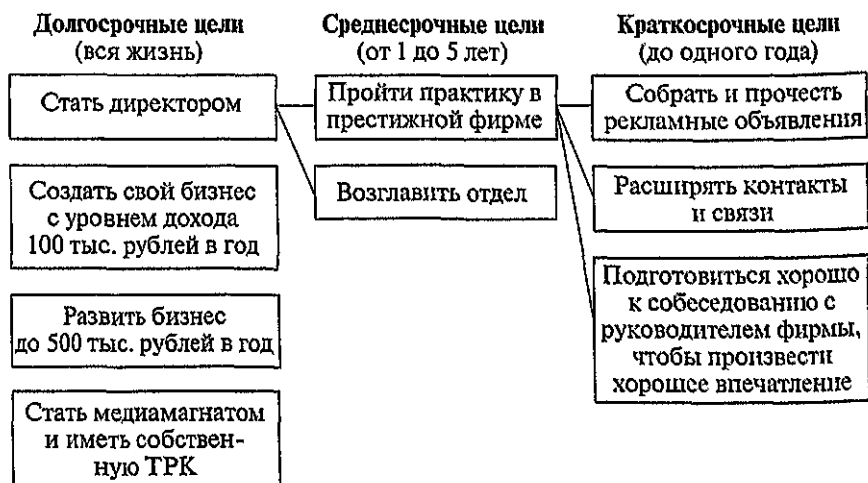 Долгосрочные цели
(вся жизнь)
Стать директором
Создать свой бизнес
с уровнем дохода
100 тыс. рублей в год
Развить бизнес
до 500 тыс. рублей в год
Стать медиамагнатом
и иметь собствен-
ную ТРК
Среднесрочные цели
(от 1 до 5 лет)
Пройти практику в
престижной фирме
Возглавить отдел
Краткосрочные цели
(до одного года)
Собрать и прочесть
рекламные объявления
Расширять контакты
и связи
Подготовиться хорошо
к собеседованию с
руководителем фирмы,
чтобы произвести
хорошее впечатление